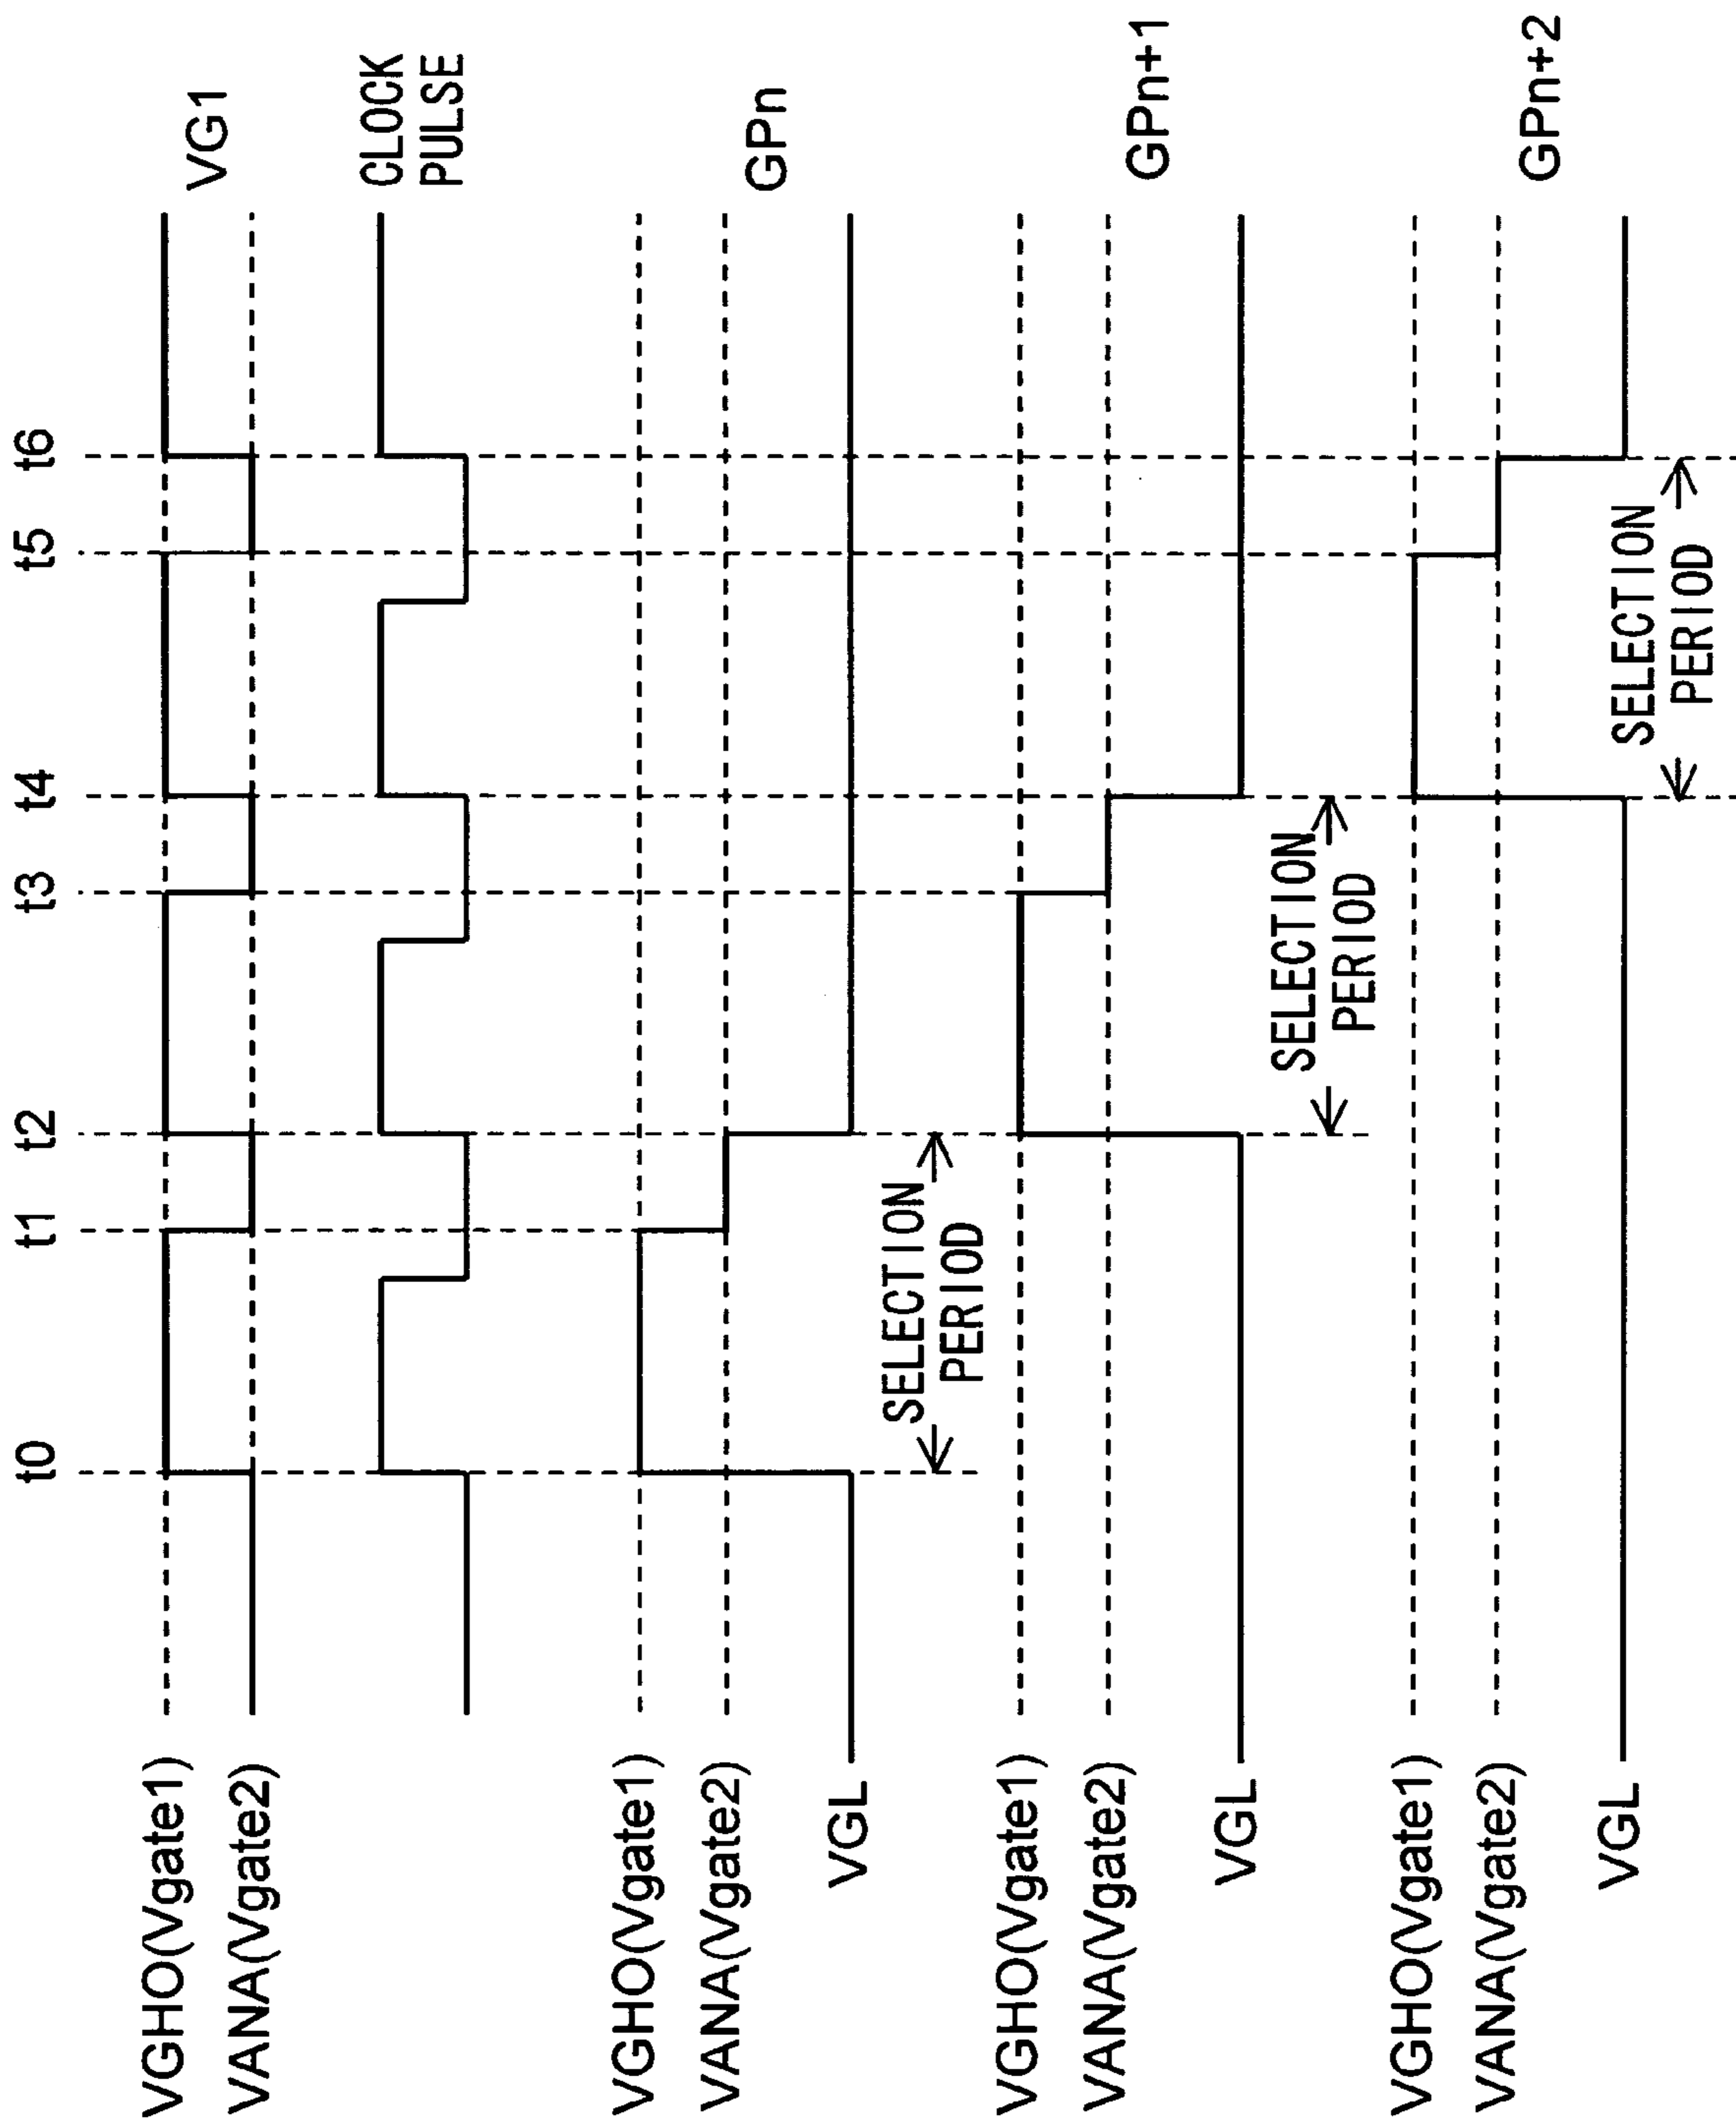 t0
t1
t2
t3
t4
t5
t6
VGHO(Vgate1)
VANA(Vgate2)
VG1
CLOCK
PULSE
VGHO(Vgate1)
VANA(Vgate2)
VGL
GPn
SELECTION
PERIOD
VGHO(Vgate1)
VANA(Vgate2)
VGL
GPn+1
SELECTION
PERIOD
VGHO(Vgate1)
VANA(Vgate2)
VGL
GPn+2
SELECTION
PERIOD